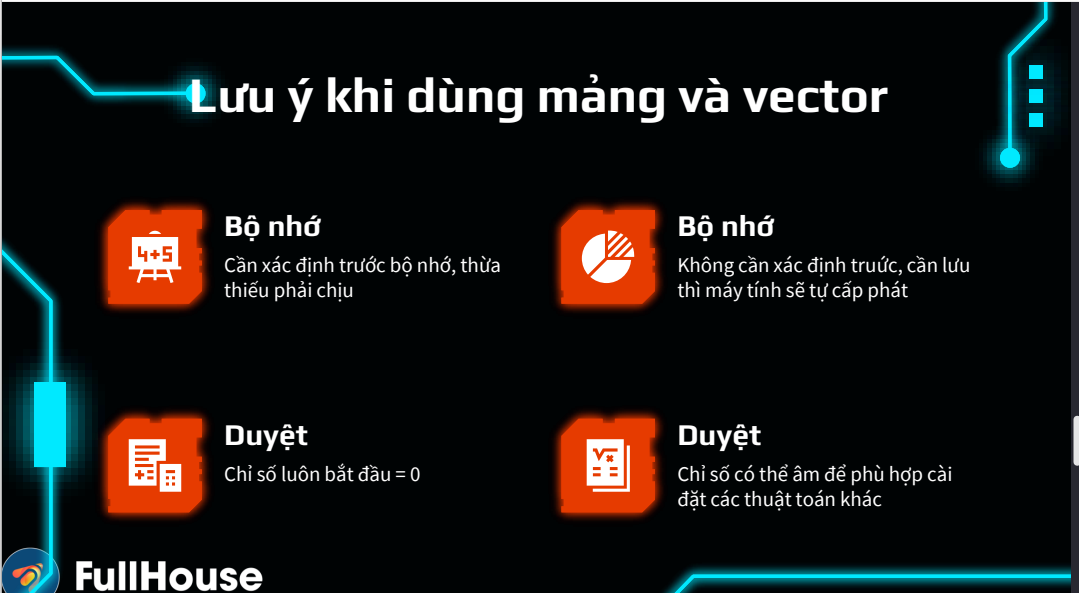 Lưu ý khi dùng mảng và vector
Bộ nhớ
Cần xác định trước bộ nhớ, thừa
thiếu phải chịu
Bộ nhớ
Không cần xác định truức, cần lưu
thì máy tính sẽ tự cấp phát
Duyệt
Chỉ số luôn bắt đầu = 0
Duyệt
Chỉ số có thể âm để phù hợp cài
đặt các thuật toán khác
4+5
√x
FullHouse